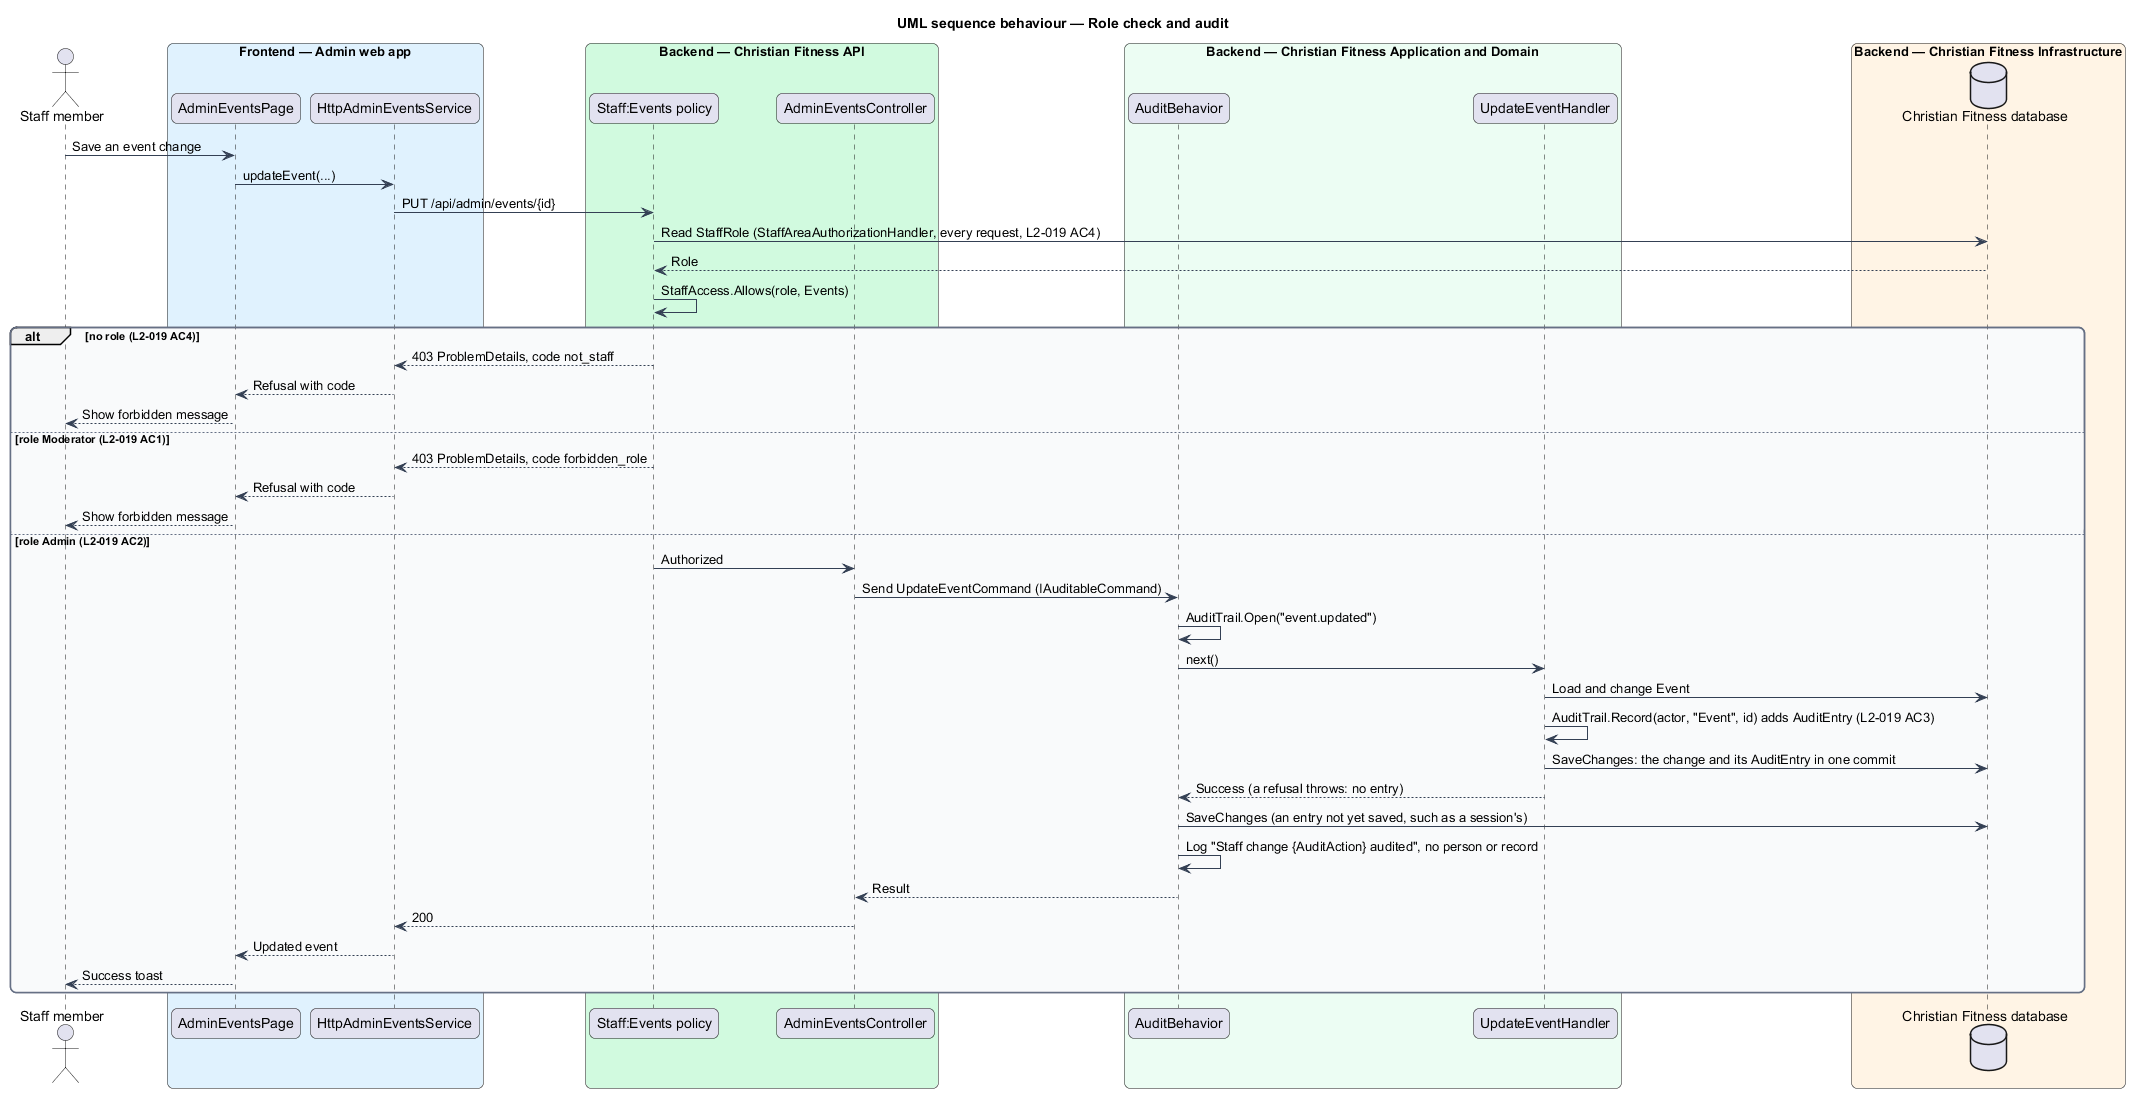 UML sequence behaviour — Role check and audit
Frontend — Admin web app
Backend — Christian Fitness API
Backend — Christian Fitness Application and Domain
Backend — Christian Fitness Infrastructure
Staff member
AdminEventsPage
HttpAdminEventsService
Staff:Events policy
AdminEventsController
AuditBehavior
UpdateEventHandler
Christian Fitness database
Save an event change
updateEvent(...)
PUT /api/admin/events/{id}
Read StaffRole (StaffAreaAuthorizationHandler, every request, L2-019 AC4)
Role
StaffAccess.Allows(role, Events)
alt
[no role (L2-019 AC4)]
403 ProblemDetails, code not_staff
Refusal with code
Show forbidden message
[role Moderator (L2-019 AC1)]
403 ProblemDetails, code forbidden_role
Refusal with code
Show forbidden message
[role Admin (L2-019 AC2)]
Authorized
Send UpdateEventCommand (IAuditableCommand)
AuditTrail.Open("event.updated")
next()
Load and change Event
AuditTrail.Record(actor, "Event", id) adds AuditEntry (L2-019 AC3)
SaveChanges: the change and its AuditEntry in one commit
Success (a refusal throws: no entry)
SaveChanges (an entry not yet saved, such as a session's)
Log "Staff change {AuditAction} audited", no person or record
Result
200
Updated event
Success toast
Staff member
AdminEventsPage
HttpAdminEventsService
Staff:Events policy
AdminEventsController
AuditBehavior
UpdateEventHandler
Christian Fitness database